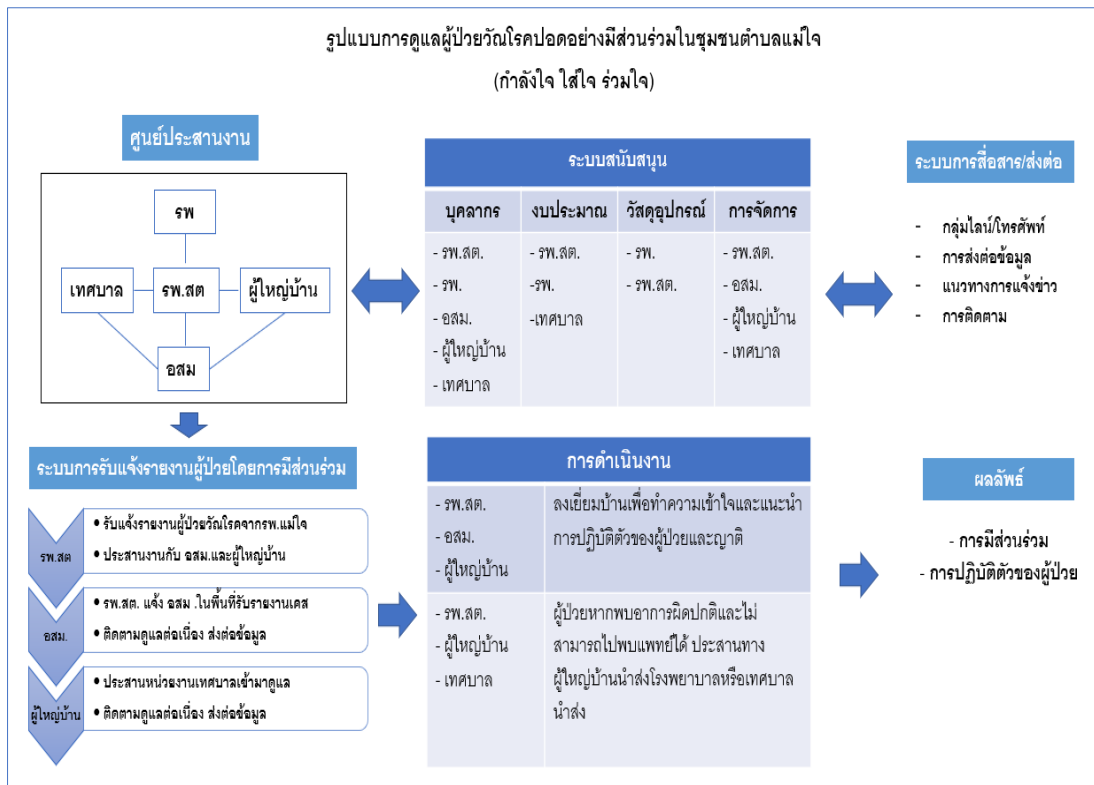 รูปแบบการดูแลผู้ป่วยวัณโรคปอดอย่างมีส่วนร่วมในชุมชนตำบลแม่ใจ
(กำลังใจ ใส่ใจ ร่วมใจ)
ศูนย์ประสานงาน
รพ
เทศบาล
รพ.สต
ผู้ใหญ่บ้าน
อสม
ระบบสนับสนุน
บุคลากร
งบประมาณ
วัสดุอุปกรณ์
การจัดการ
- รพ.สต.
- รพ.
- อสม.
- ผู้ใหญ่บ้าน
- เทศบาล
- รพ.สต.
-รพ.
-เทศบาล
- รพ.
- รพ.สต.
- รพ.สต.
- อสม.
- ผู้ใหญ่บ้าน
- เทศบาล
ระบบการสื่อสาร/ส่งต่อ
- กลุ่มไลน์/โทรศัพท์
- การส่งต่อข้อมูล
- แนวทางการแจ้งข่าว
- การติดตาม
ระบบการรับแจ้งรายงานผู้ป่วยโดยการมีส่วนร่วม
รพ.สต
• รับแจ้งรายงานผู้ป่วยวัณโรคจากรพ.แม่ใจ
• ประสานงานกับ อสม.และผู้ใหญ่บ้าน
อสม.
• รพ.สต. แจ้ง อสม .ในพื้นที่รับรายงานเคส
• ติดตามดูแลต่อเนื่อง ส่งต่อข้อมูล
ผู้ใหญ่บ้าน
• ประสานหน่วยงานเทศบาลเข้ามาดูแล
• ติดตามดูแลต่อเนื่อง ส่งต่อข้อมูล
การดำเนินงาน
- รพ.สต.
- อสม.
- ผู้ใหญ่บ้าน
ลงเยี่ยมบ้านเพื่อทำความเข้าใจและแนะนำ
การปฏิบัติตัวของผู้ป่วยและญาติ
- รพ.สต.
- ผู้ใหญ่บ้าน
- เทศบาล
ผู้ป่วยหากพบอาการผิดปกติและไม่
สามารถไปพบแพทย์ได้ ประสานทาง
ผู้ใหญ่บ้านนำส่งโรงพยาบาลหรือเทศบาล
นำส่ง
ผลลัพธ์
- การมีส่วนร่วม
- การปฏิบัติตัวของผู้ป่วย